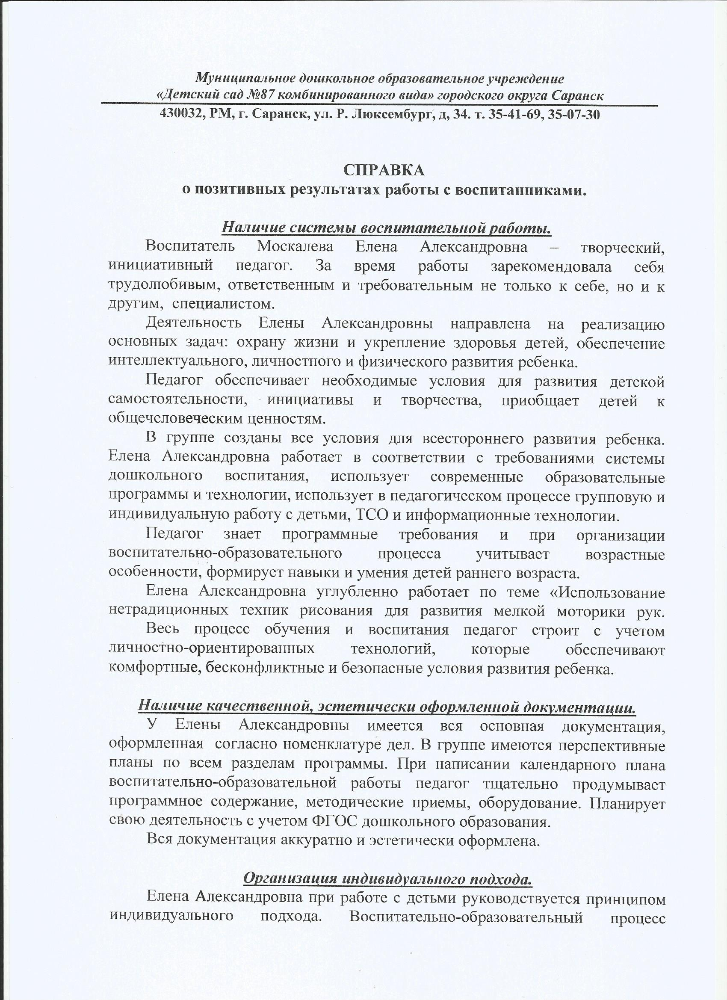 Муниципальное дошкольное образовательное учреждение
«Детский сад №87 комбинированного вида» городского округа Саранск
430032, РМ, г. Саранск, ул. Р. Люксембург, д, 34. т. 35-41-69, 35-07-30
СПРАВКА
о позитивных результатах работы с воспитанниками.
Наличие системы воспитательной работы.
Воспитатель Москалева Елена Александровна – творческий,
инициативный педагог. За время работы зарекомендовала себя
трудолюбивым, ответственным и требовательным не только к себе, но и к
другим, специалистом.
Деятельность Елены Александровны направлена на реализацию
основных задач: охрану жизни и укрепление здоровья детей, обеспечение
интеллектуального, личностного и физического развития ребенка.
Педагог обеспечивает необходимые условия для развития детской
самостоятельности, инициативы и творчества, приобщает детей к
общечеловеческим ценностям.
В группе созданы все условия для всестороннего развития ребенка.
Елена Александровна работает в соответствии с требованиями системы
дошкольного воспитания, использует современные образовательные
программы и технологии, использует в педагогическом процессе групповую и
индивидуальную работу с детьми, ТСО и информационные технологии.
Педагог знает программные требования и при организации
воспитательно-образовательного процесса учитывает возрастные
особенности, формирует навыки и умения детей раннего возраста.
Елена Александровна углубленно работает по теме «Использование
нетрадиционных техник рисования для развития мелкой моторики рук.
Весь процесс обучения и воспитания педагог строит с учетом
личностно-ориентированных технологий, которые обеспечивают
комфортные, бесконфликтные и безопасные условия развития ребенка.
Наличие качественной, эстетически оформленной документации.
У Елены Александровны имеется вся основная документация,
оформленная согласно номенклатуре дел. В группе имеются перспективные
планы по всем разделам программы. При написании календарного плана
воспитательно-образовательной работы педагог тщательно продумывает
программное содержание, методические приемы, оборудование. Планирует
свою деятельность с учетом ФГОС дошкольного образования.
Вся документация аккуратно и эстетически оформлена.
Организация индивидуального подхода.
Елена Александровна при работе с детьми руководствуется принципом
индивидуального подхода. Воспитательно-образовательный процесс